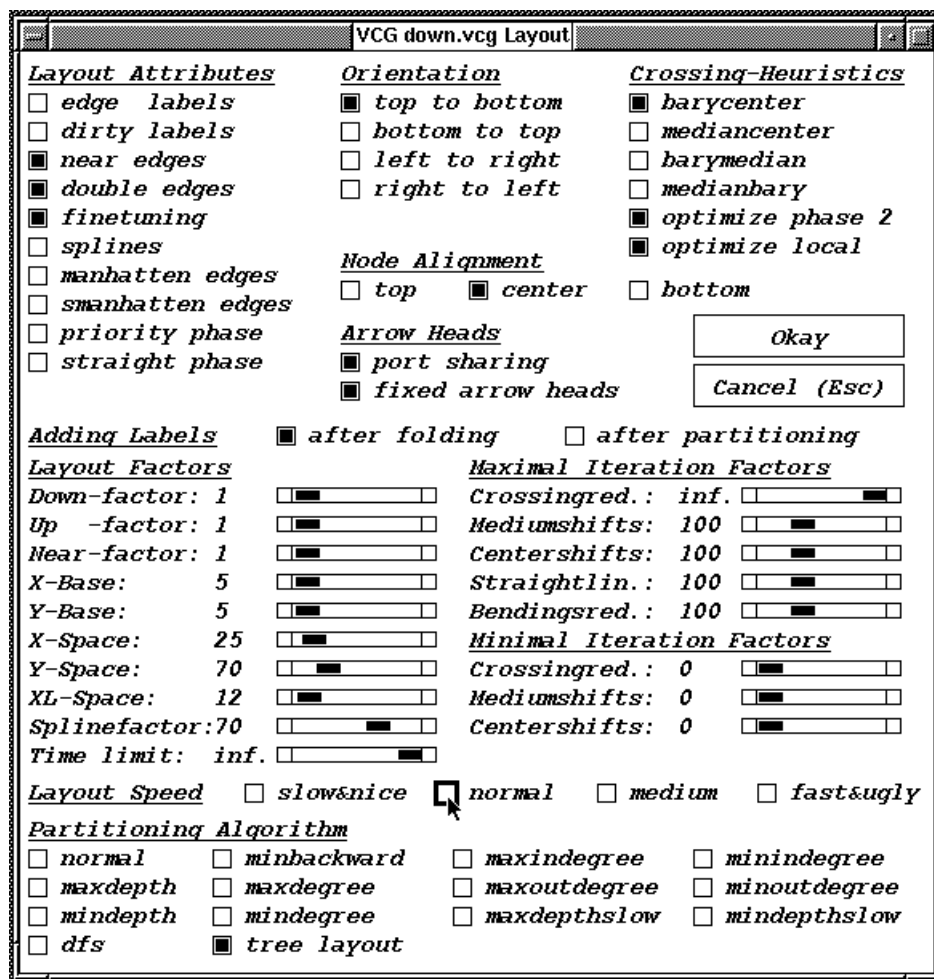 VCG down.vcg Layout
Layout Attributes Orientation Crossing-Heuristics
edge labels top to bottom barycenter
dirty labels bottom to top mediancenter
near edges left to right barymedian
double edges right to left medianbary
finetuning optimize phase 2
splines optimize local
Node Alignment
manhatten edges
top center bottom
smanhatten edges
priority phase Arrow Heads Okay
straight phase port sharing
fixed arrow heads Cancel (Esc)
Adding Labels after folding after partitioning
Layout Factors Maximal Iteration Factors
Down-factor: 1 Crossingred.: inf.
Up -factor: 1 Mediumshifts: 100
Near-factor: 1 Centershifts: 100
X-Base: 5 Straightlin.: 100
Y-Base: 5 Bendingsred.: 100
X-Space: 25 Minimal Iteration Factors
Y-Space: 70 Crossingred.: 0
XL-Space: 12 Mediumshifts: 0
Splinefactor:70 Centershifts: 0
Time limit: inf.
Layout Speed slow&nice normal medium fast&ugly
Partitioning Algorithm
normal minbackward maxindegree minindegree
maxdepth maxdegree maxoutdegree minoutdegree
mindepth mindegree maxdepthslow mindepthslow
dfs tree layout